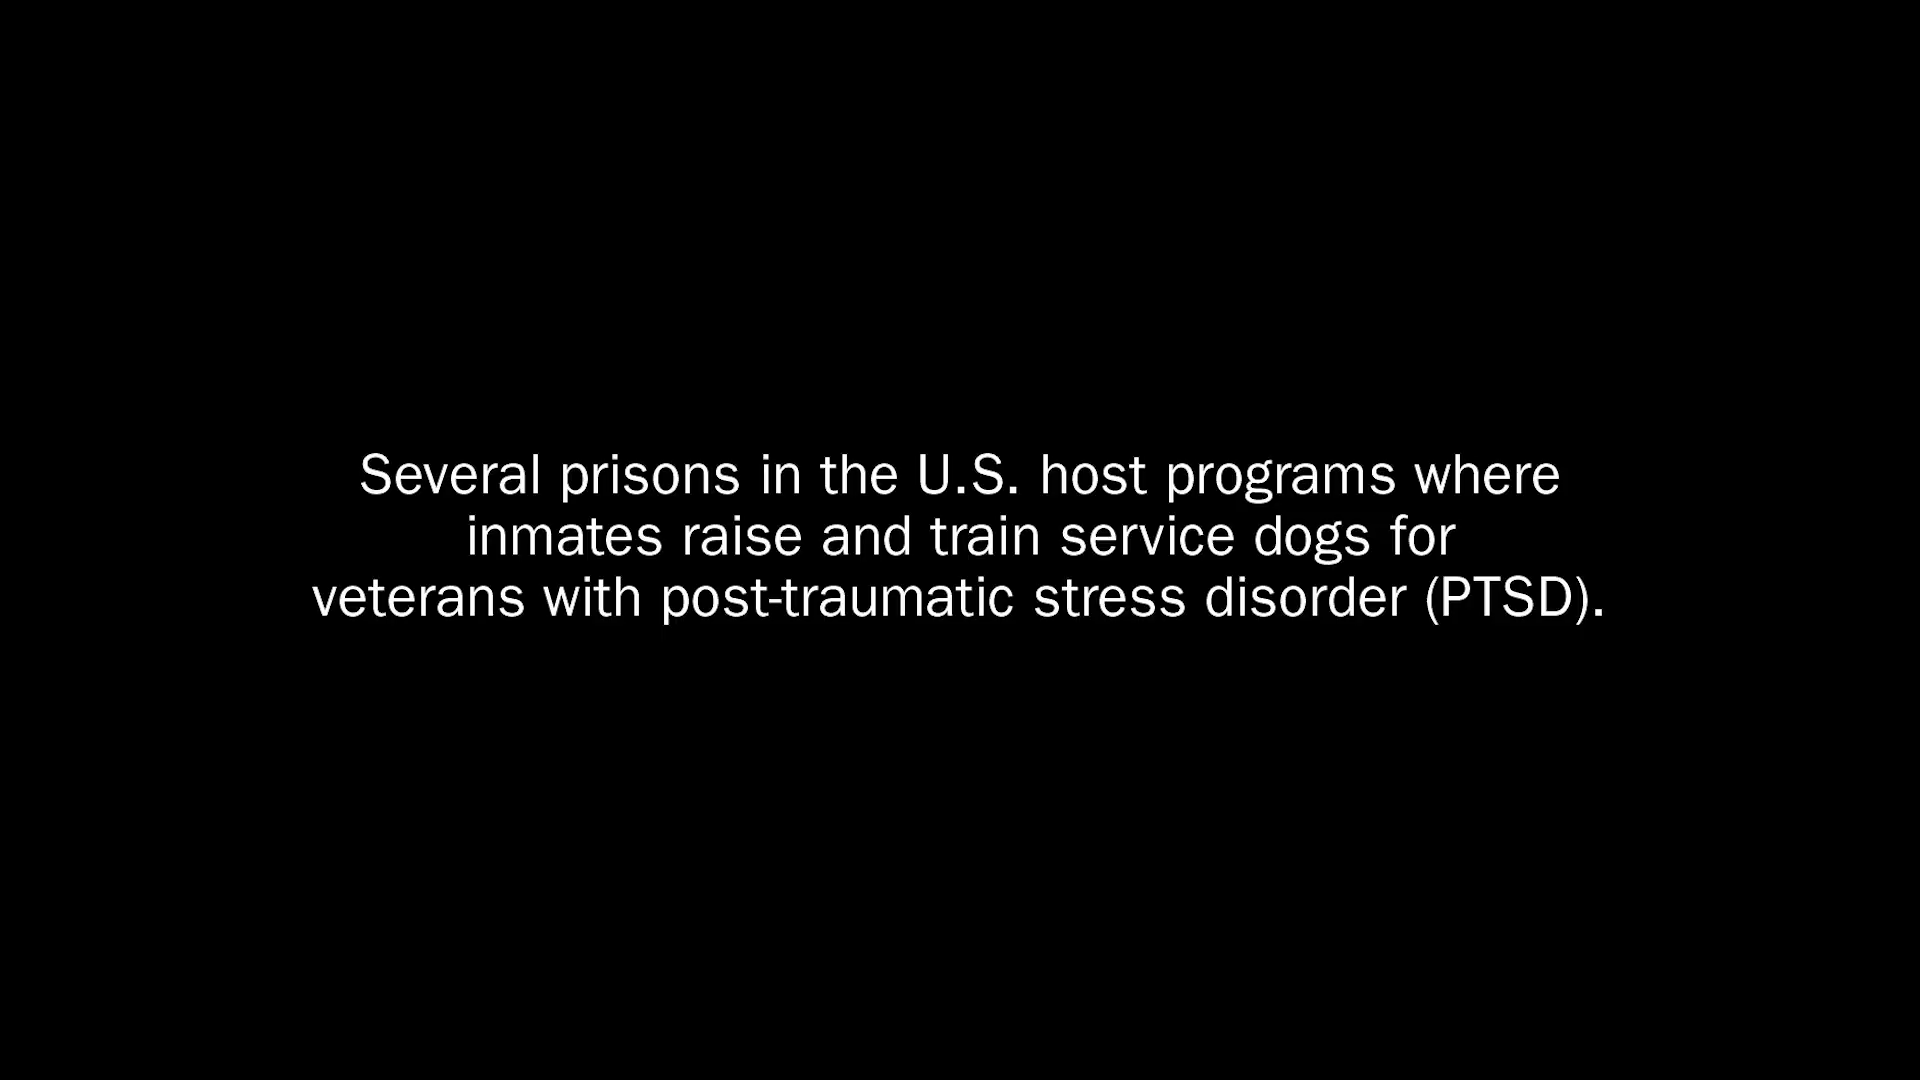 Several prisons in the U.S. host programs where
inmates raise and train service dogs for
veterans with post-traumatic stress disorder (PTSD).